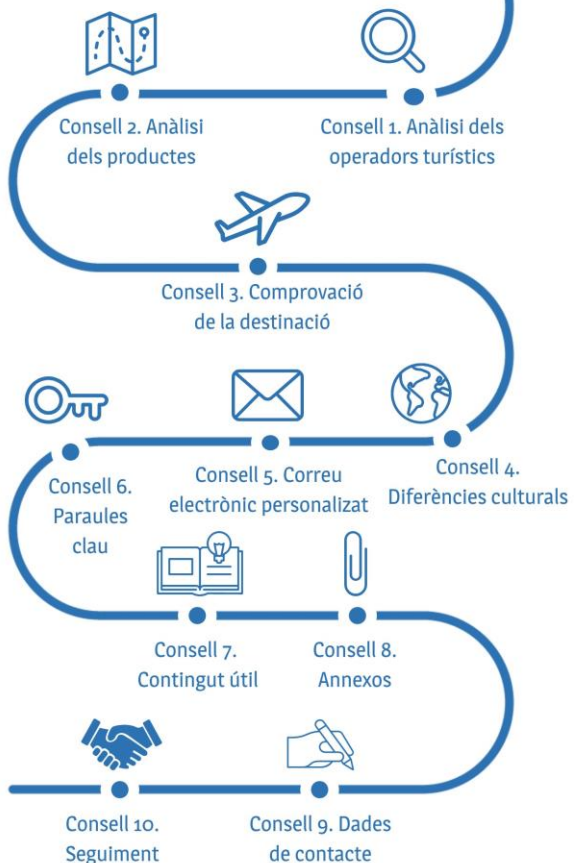 Consell 1. Anàlisi dels
operadors turístics
Consell 2. Anàlisi
dels productes
Consell 3. Comprovació
de la destinació
Consell 4.
Diferències culturals
Consell 5. Correu
electrònic personalizat
Consell 6.
Paraules
clau
Consell 7.
Contingut útil
Consell 8.
Annexos
Consell 9. Dades
de contacte
Consell 10.
Seguiment